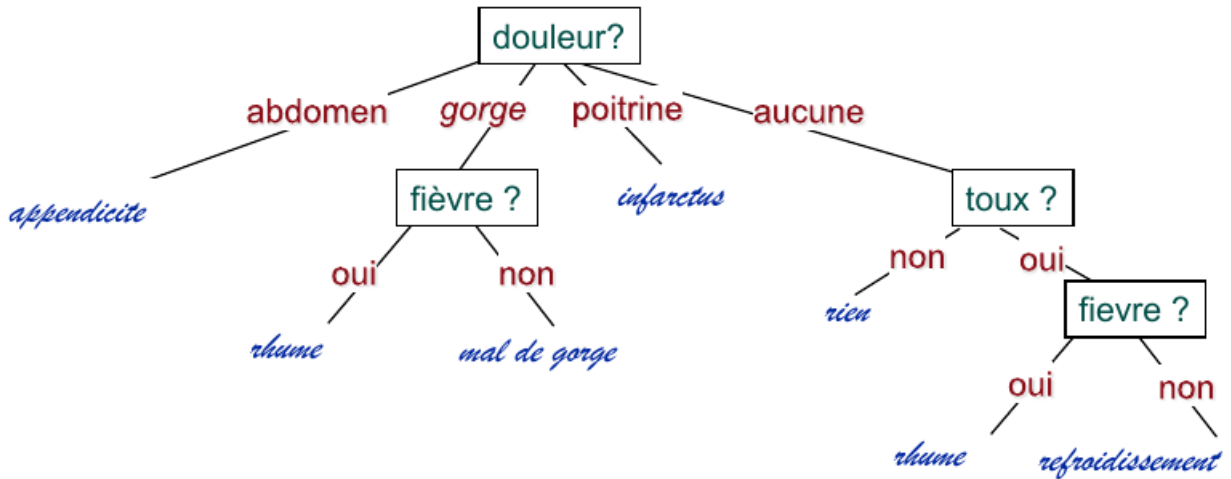 douleur?
abdomen gorge poitrine aucune
appendicite fièvre ? infarctus toux ?
oui non non oui
rien fievre ?
rhume mal de gorge
oui non
rhume refroidissement